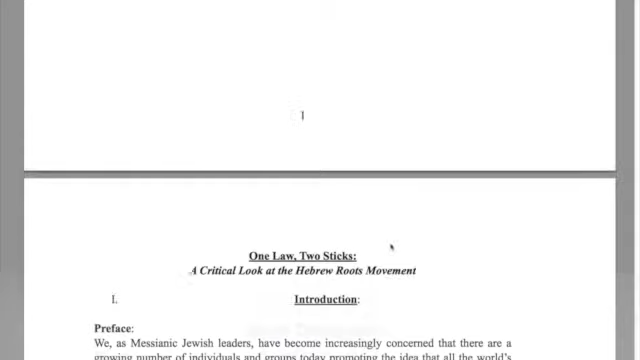 One Law, Two Sticks:
A Critical Look at the Hebrew Roots Movement
I. Introduction:
Preface:
We, as Messianic Jewish leaders, have become increasingly concerned that there are a
growing number of individuals and groups today promoting the idea that all the world's